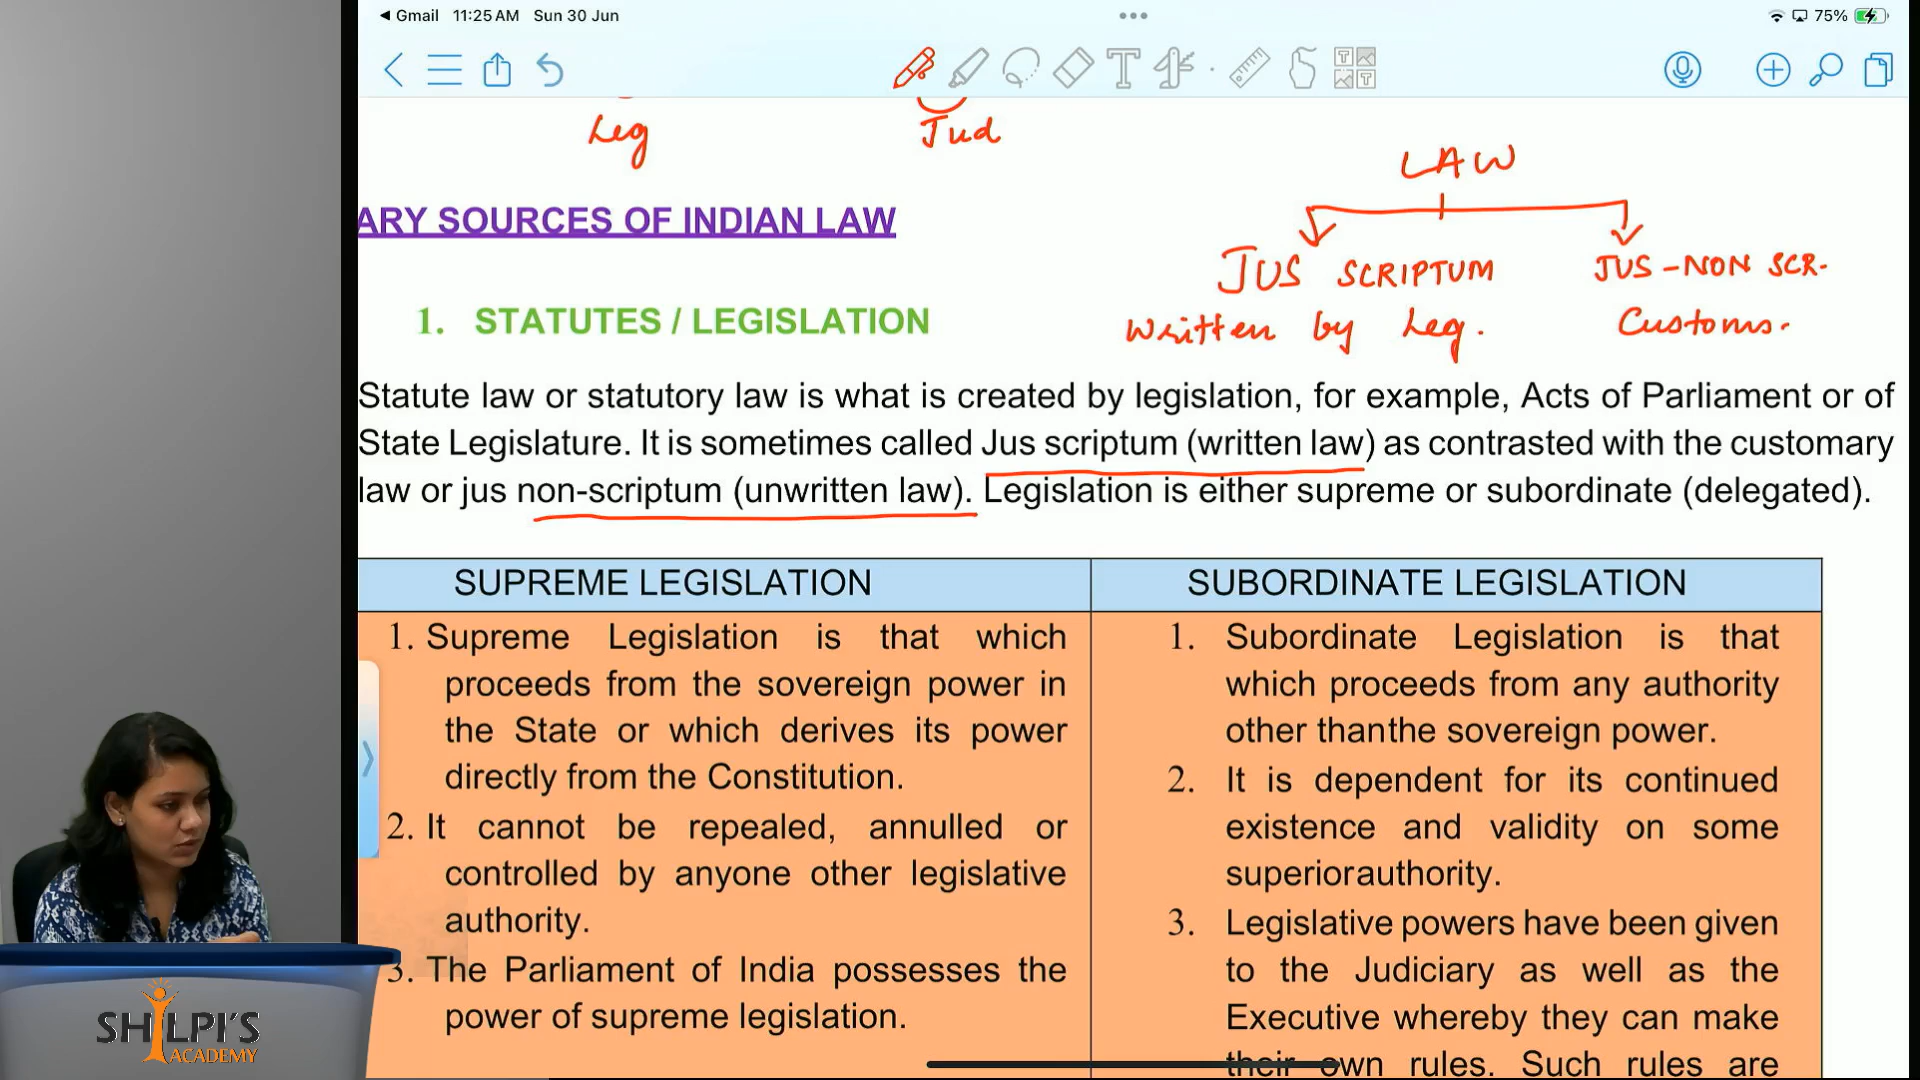 Gmail 11:25 AM Sun 30 Jun
75%
Leg
Jud
LAW
ARY SOURCES OF INDIAN LAW
JUS SCRIPTUM
JUS-NON SCR.
1. STATUTES / LEGISLATION
Written by Leg.
Customs.
Statute law or statutory law is what is created by legislation, for example, Acts of Parliament or of
State Legislature. It is sometimes called Jus scriptum (written law) as contrasted with the customary
law or jus non-scriptum (unwritten law). Legislation is either supreme or subordinate (delegated).
SUPREME LEGISLATION
1. Supreme Legislation is that which
proceeds from the sovereign power in
the State or which derives its power
directly from the Constitution.
2. It cannot be repealed, annulled or
controlled by anyone other legislative
authority.
3. The Parliament of India possesses the
power of supreme legislation.
SUBORDINATE LEGISLATION
1. Subordinate Legislation is that
which proceeds from any authority
other thanthe sovereign power.
2. It is dependent for its continued
existence and validity on some
superiorauthority.
3. Legislative powers have been given
to the Judiciary as well as the
Executive whereby they can make
their own rules. Such rules are
SHILPI'S
ACADEMY